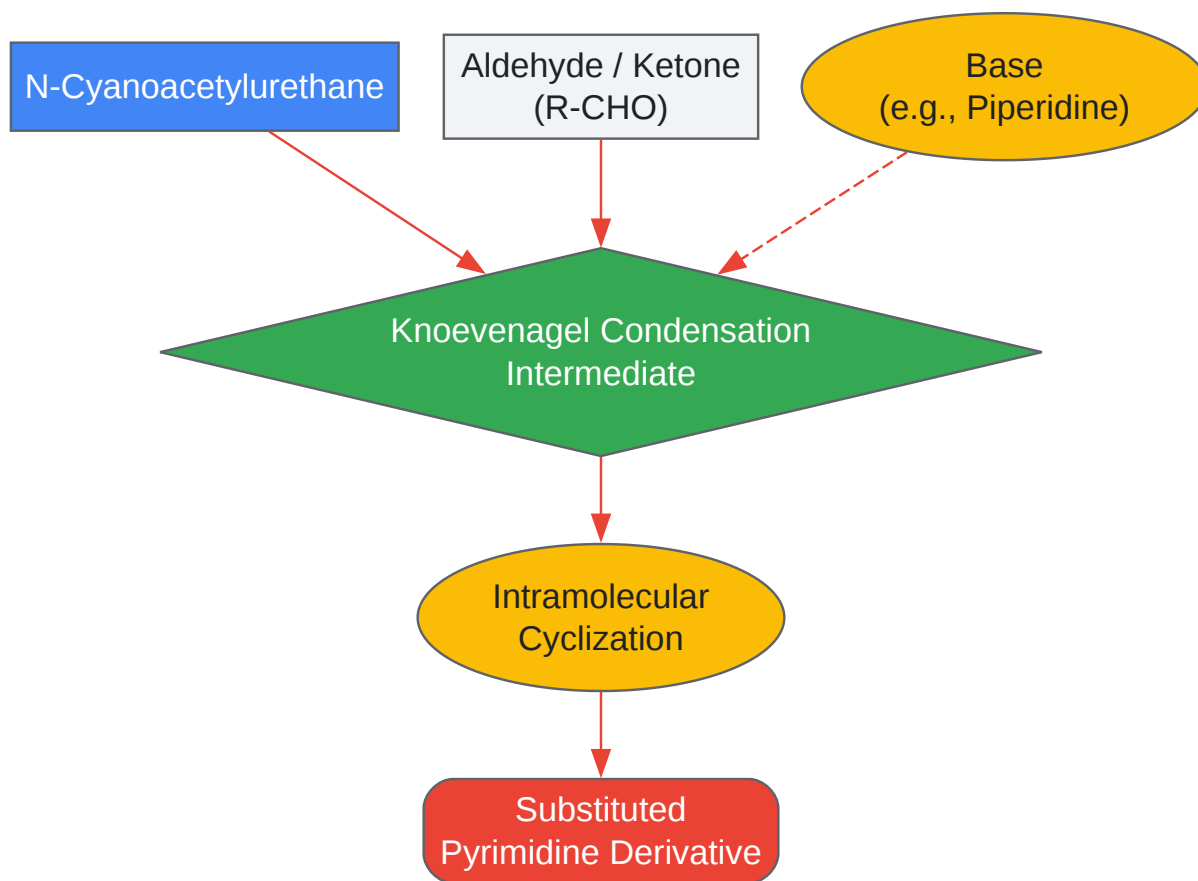 N-Cyanoacetylurethane
Aldehyde / Ketone
(R-CHO)
Base
(e.g., Piperidine)
Knoevenagel Condensation
Intermediate
Intramolecular
Cyclization
Substituted
Pyrimidine Derivative